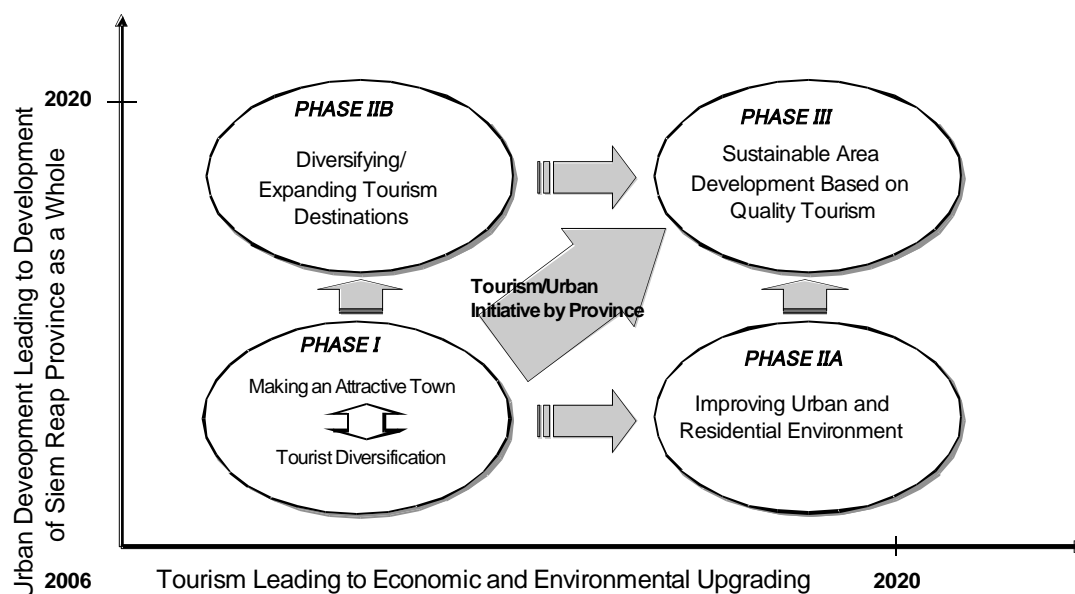 Urban Deveopment Leading to Development
of Siem Reap Province as a Whole
2020
PHASE IIB
Diversifying/
Expanding Tourism
Destinations
PHASE III
Sustainable Area
Development Based on
Quality Tourism
Tourism/Urban
Initiative by Province
PHASE I
Making an Attractive Town
Tourist Diversification
PHASE IIA
Improving Urban and
Residential Environment
2006
Tourism Leading to Economic and Environmental Upgrading
2020